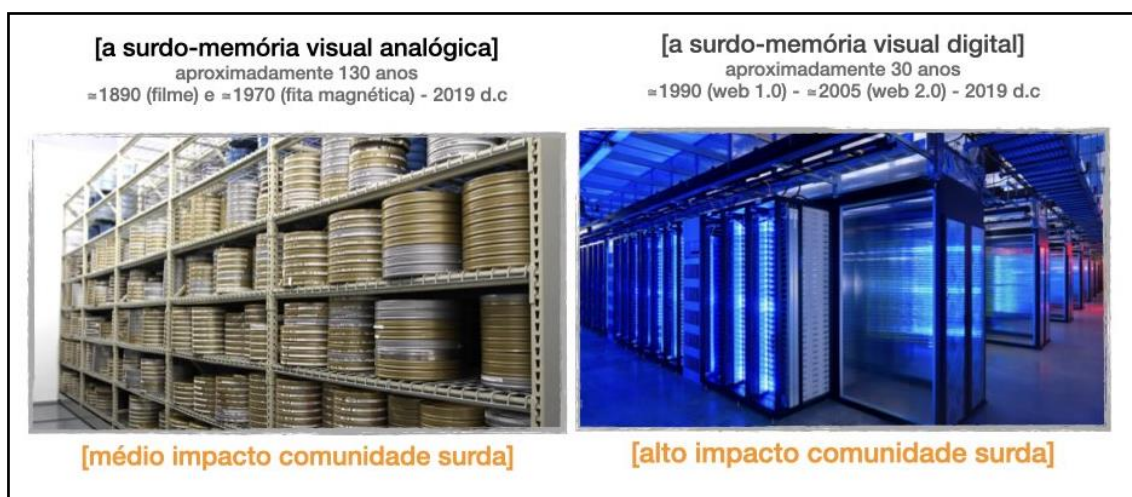 [a surdo-memória visual analógica]
aproximadamente 130 anos
≃1890 (filme) e ≃1970 (fita magnética) - 2019 d.c
[médio impacto comunidade surda]
[a surdo-memória visual digital]
aproximadamente 30 anos
≃1990 (web 1.0) - ≃2005 (web 2.0) - 2019 d.c
[alto impacto comunidade surda]